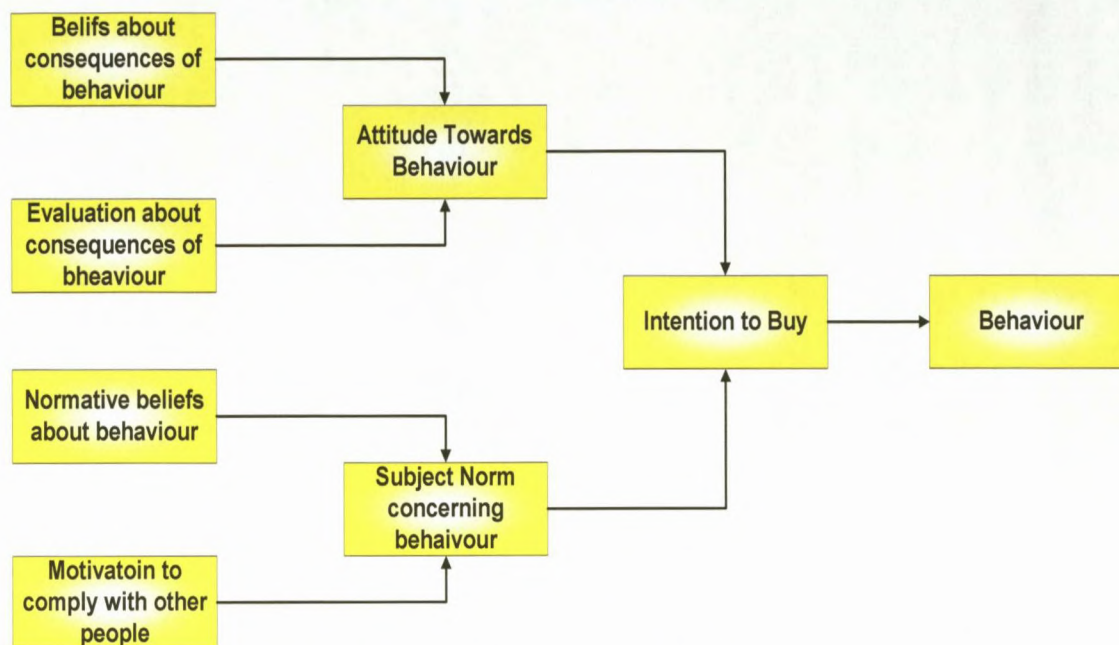 Belifs about
consequences of
behaviour
Evaluation about
consequences of
bheaviour
Attitude Towards
Behaviour
Normative beliefs
about behaviour
Motivatoin to
comply with other
people
Subject Norm
concerning
behaivour
Intention to Buy
Behaviour